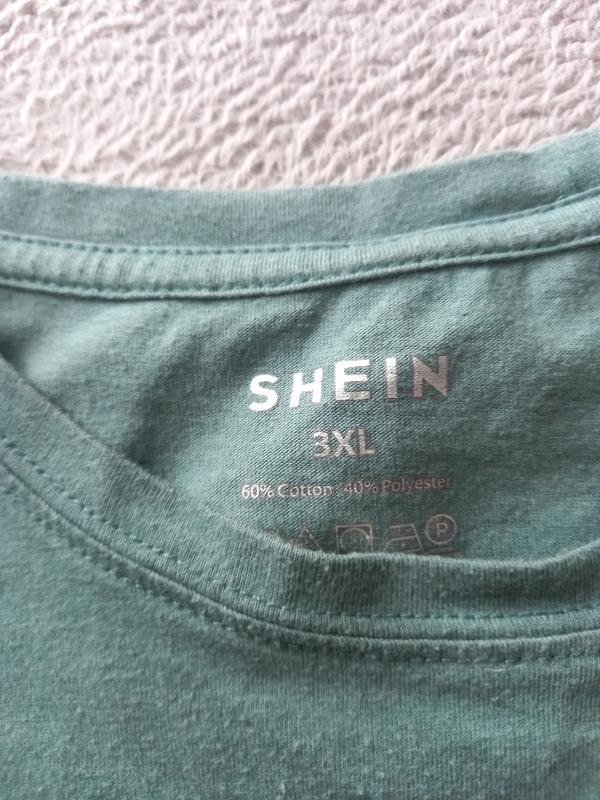 SHEIN
3XL
60% Cotton 40% Polyester
P